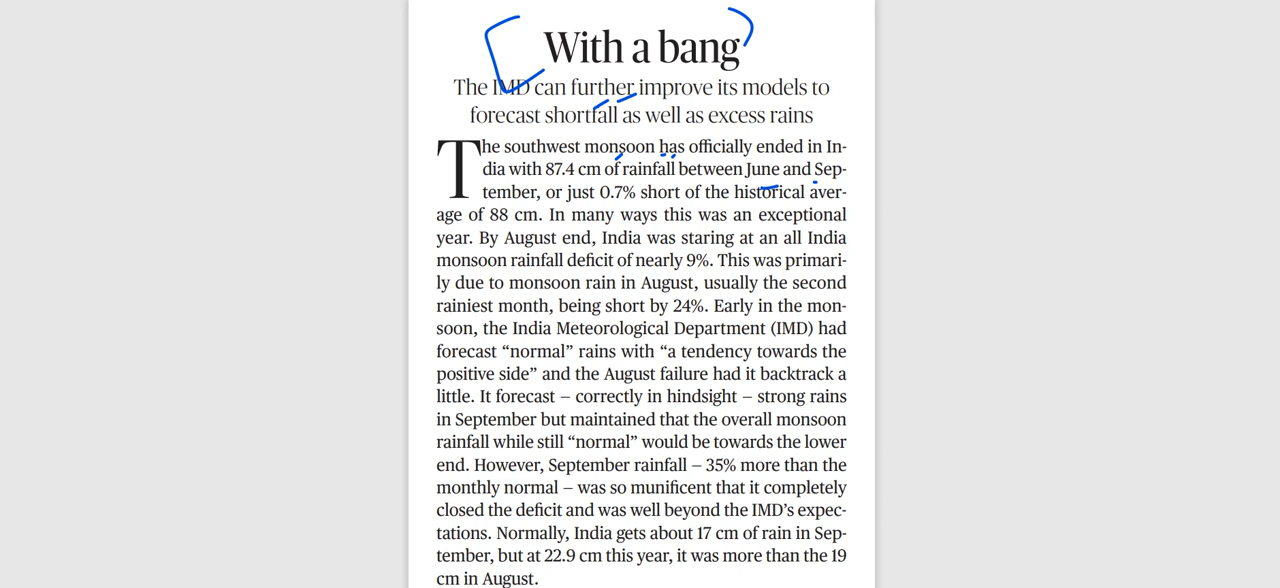 With a bang
The IMD can further improve its models to
forecast shortfall as well as excess rains
The southwest monsoon has officially ended in In-
dia with 87.4 cm of rainfall between June and Sep-
tember, or just 0.7% short of the historical aver-
age of 88 cm. In many ways this was an exceptional
year. By August end, India was staring at an all India
monsoon rainfall deficit of nearly 9%. This was primari-
ly due to monsoon rain in August, usually the second
rainiest month, being short by 24%. Early in the mon-
soon, the India Meteorological Department (IMD) had
forecast “normal” rains with “a tendency towards the
positive side” and the August failure had it backtrack a
little. It forecast – correctly in hindsight – strong rains
in September but maintained that the overall monsoon
rainfall while still “normal” would be towards the lower
end. However, September rainfall – 35% more than the
monthly normal – was so munificent that it completely
closed the deficit and was well beyond the IMD’s expec-
tations. Normally, India gets about 17 cm of rain in Sep-
tember, but at 22.9 cm this year, it was more than the 19
cm in August.